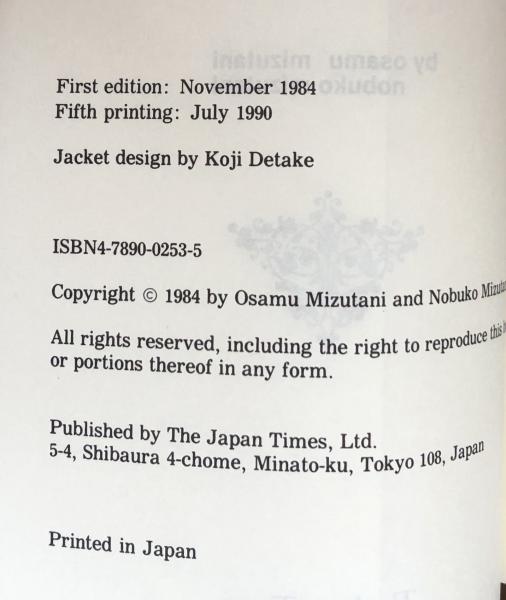 First edition: November 1984
Fifth printing: July 1990
Jacket design by Koji Detake
ISBN4-7890-0253-5
Copyright © 1984 by Osamu Mizutani and Nobuko Mizutani
All rights reserved, including the right to reproduce this
or portions thereof in any form.
Published by The Japan Times, Ltd.
5-4, Shibaura 4-chome, Minato-ku, Tokyo 108, Japan
Printed in Japan